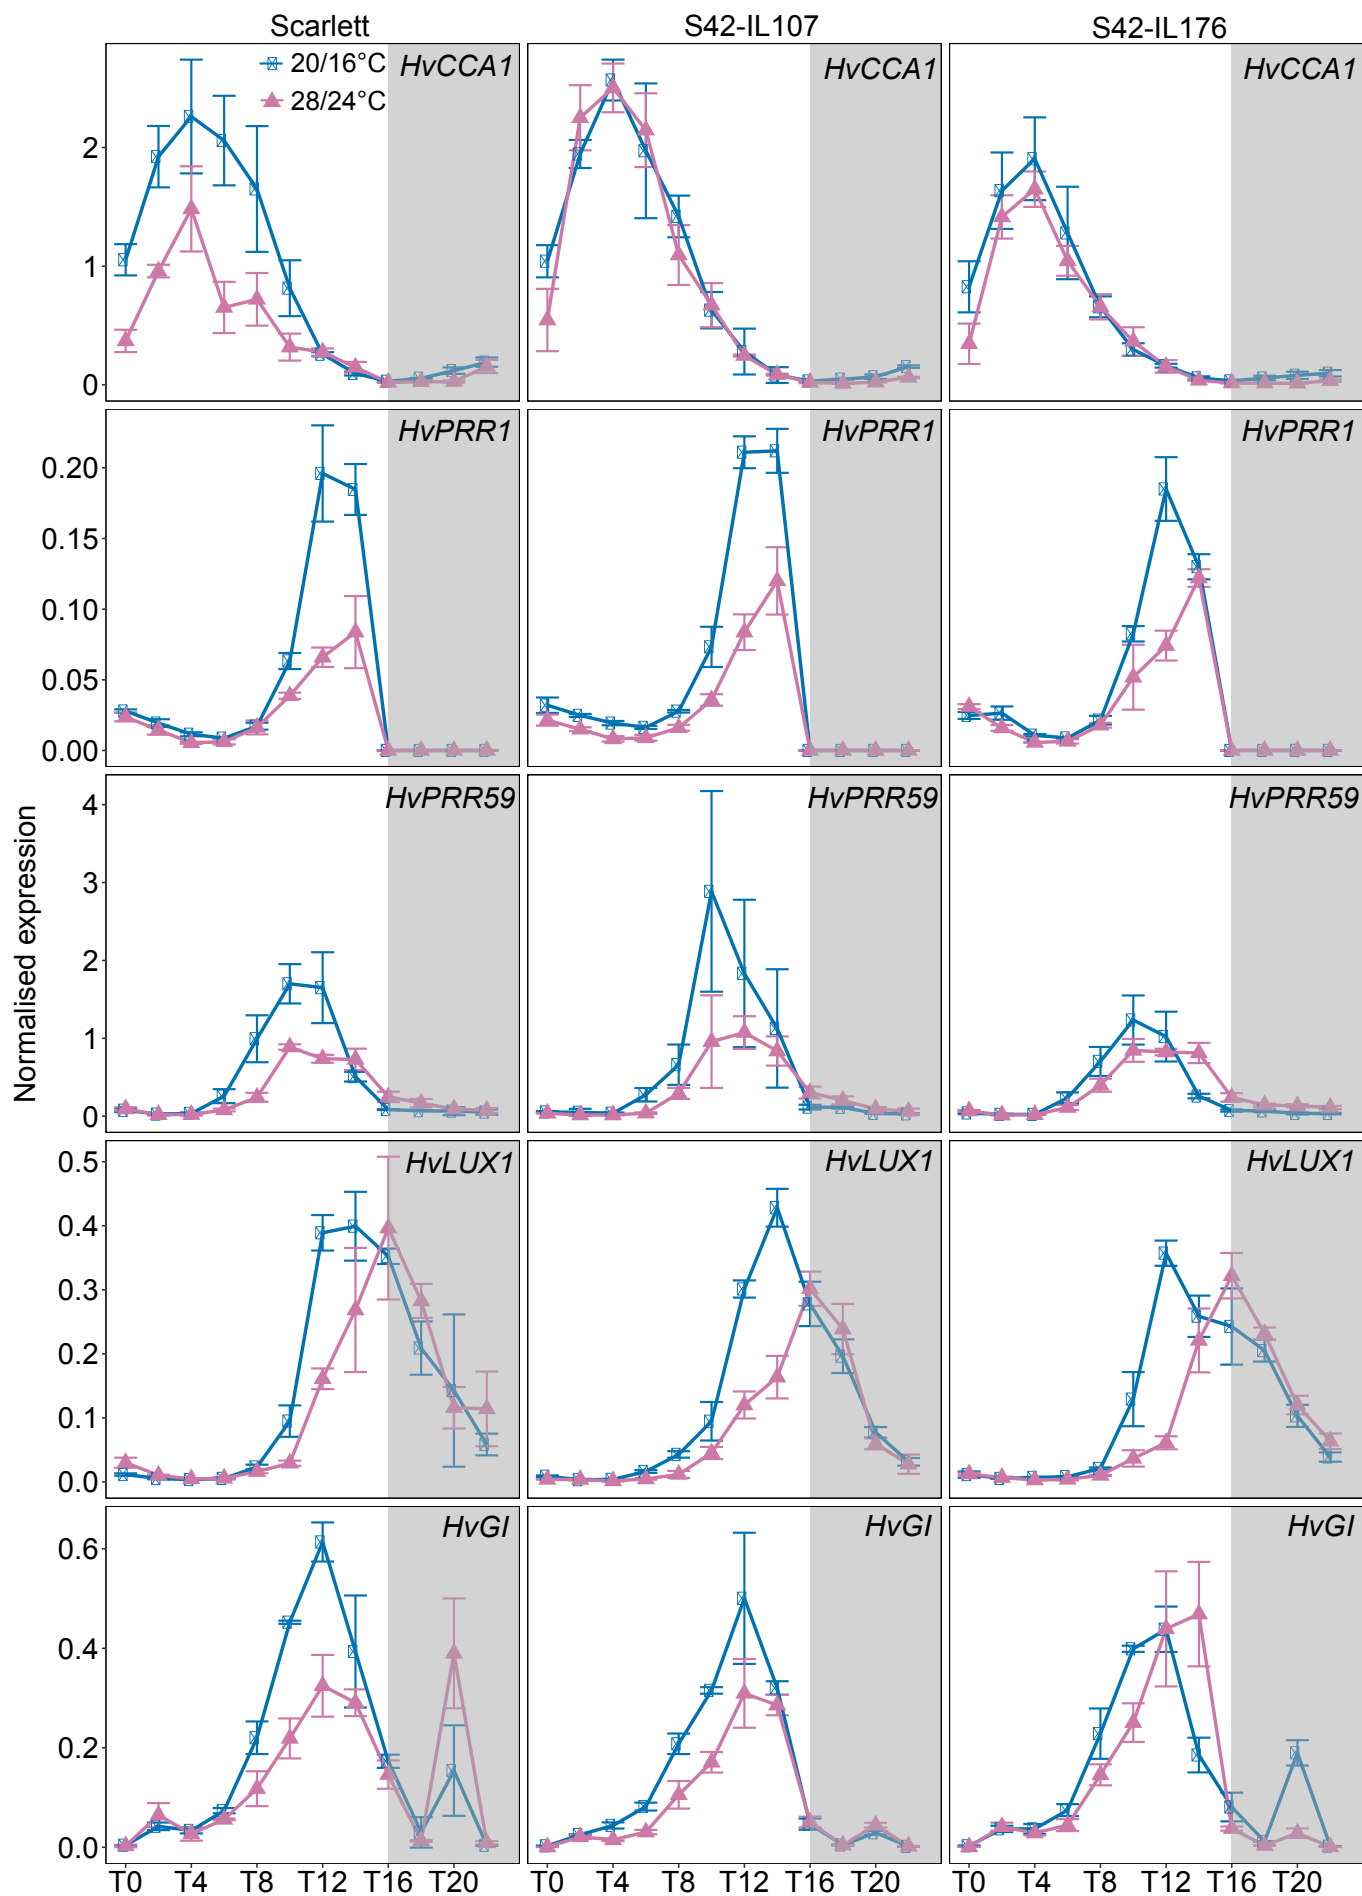 Scarlett
S42-IL107
S42-IL176
20/16°C
28/24°C
HvCCA1
HvCCA1
HvCCA1
2
1
0
HvPRR1
HvPRR1
HvPRR1
0.20
0.15
0.10
0.05
0.00
HvPRR59
HvPRR59
HvPRR59
4
3
2
1
0
Normalised expression
HvLUX1
HvLUX1
HvLUX1
0.5
0.4
0.3
0.2
0.1
0.0
HvGI
HvGI
HvGI
0.6
0.4
0.2
0.0
T0 T4 T8 T12 T16 T20
T0 T4 T8 T12 T16 T20
T0 T4 T8 T12 T16 T20